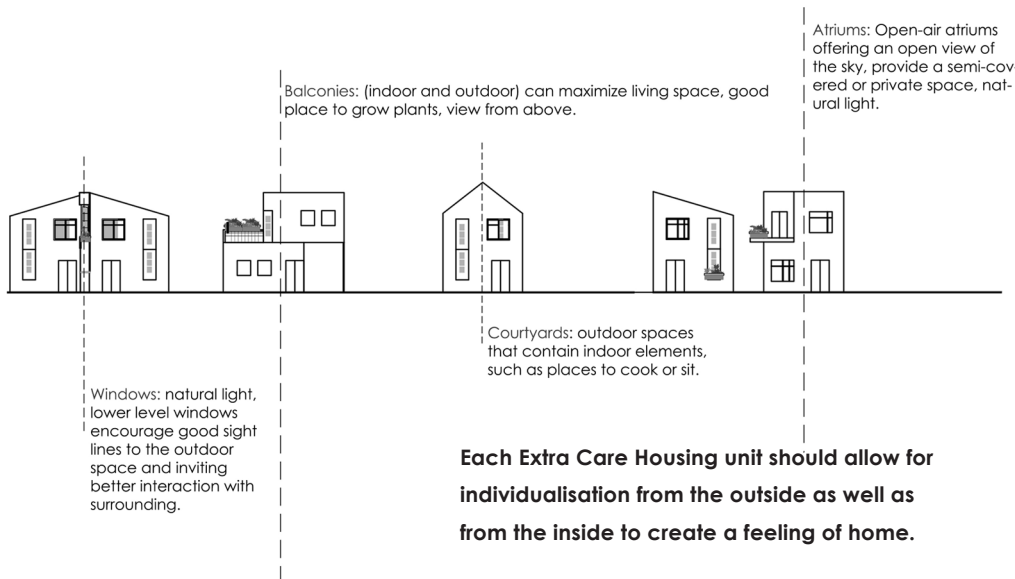 Atriums: Open-air atriums
offering an open view of
the sky, provide a semi-cov
ered or private space, nat-
ural light.
Balconies: (indoor and outdoor) can maximize living space, good
place to grow plants, view from above.
Courtyards: outdoor spaces
that contain indoor elements,
such as places to cook or sit.
Windows: natural light,
lower level windows
encourage good sight
lines to the outdoor
space and inviting
better interaction with
surrounding.
Each Extra Care Housing unit should allow for
individualisation from the outside as well as
from the inside to create a feeling of home.